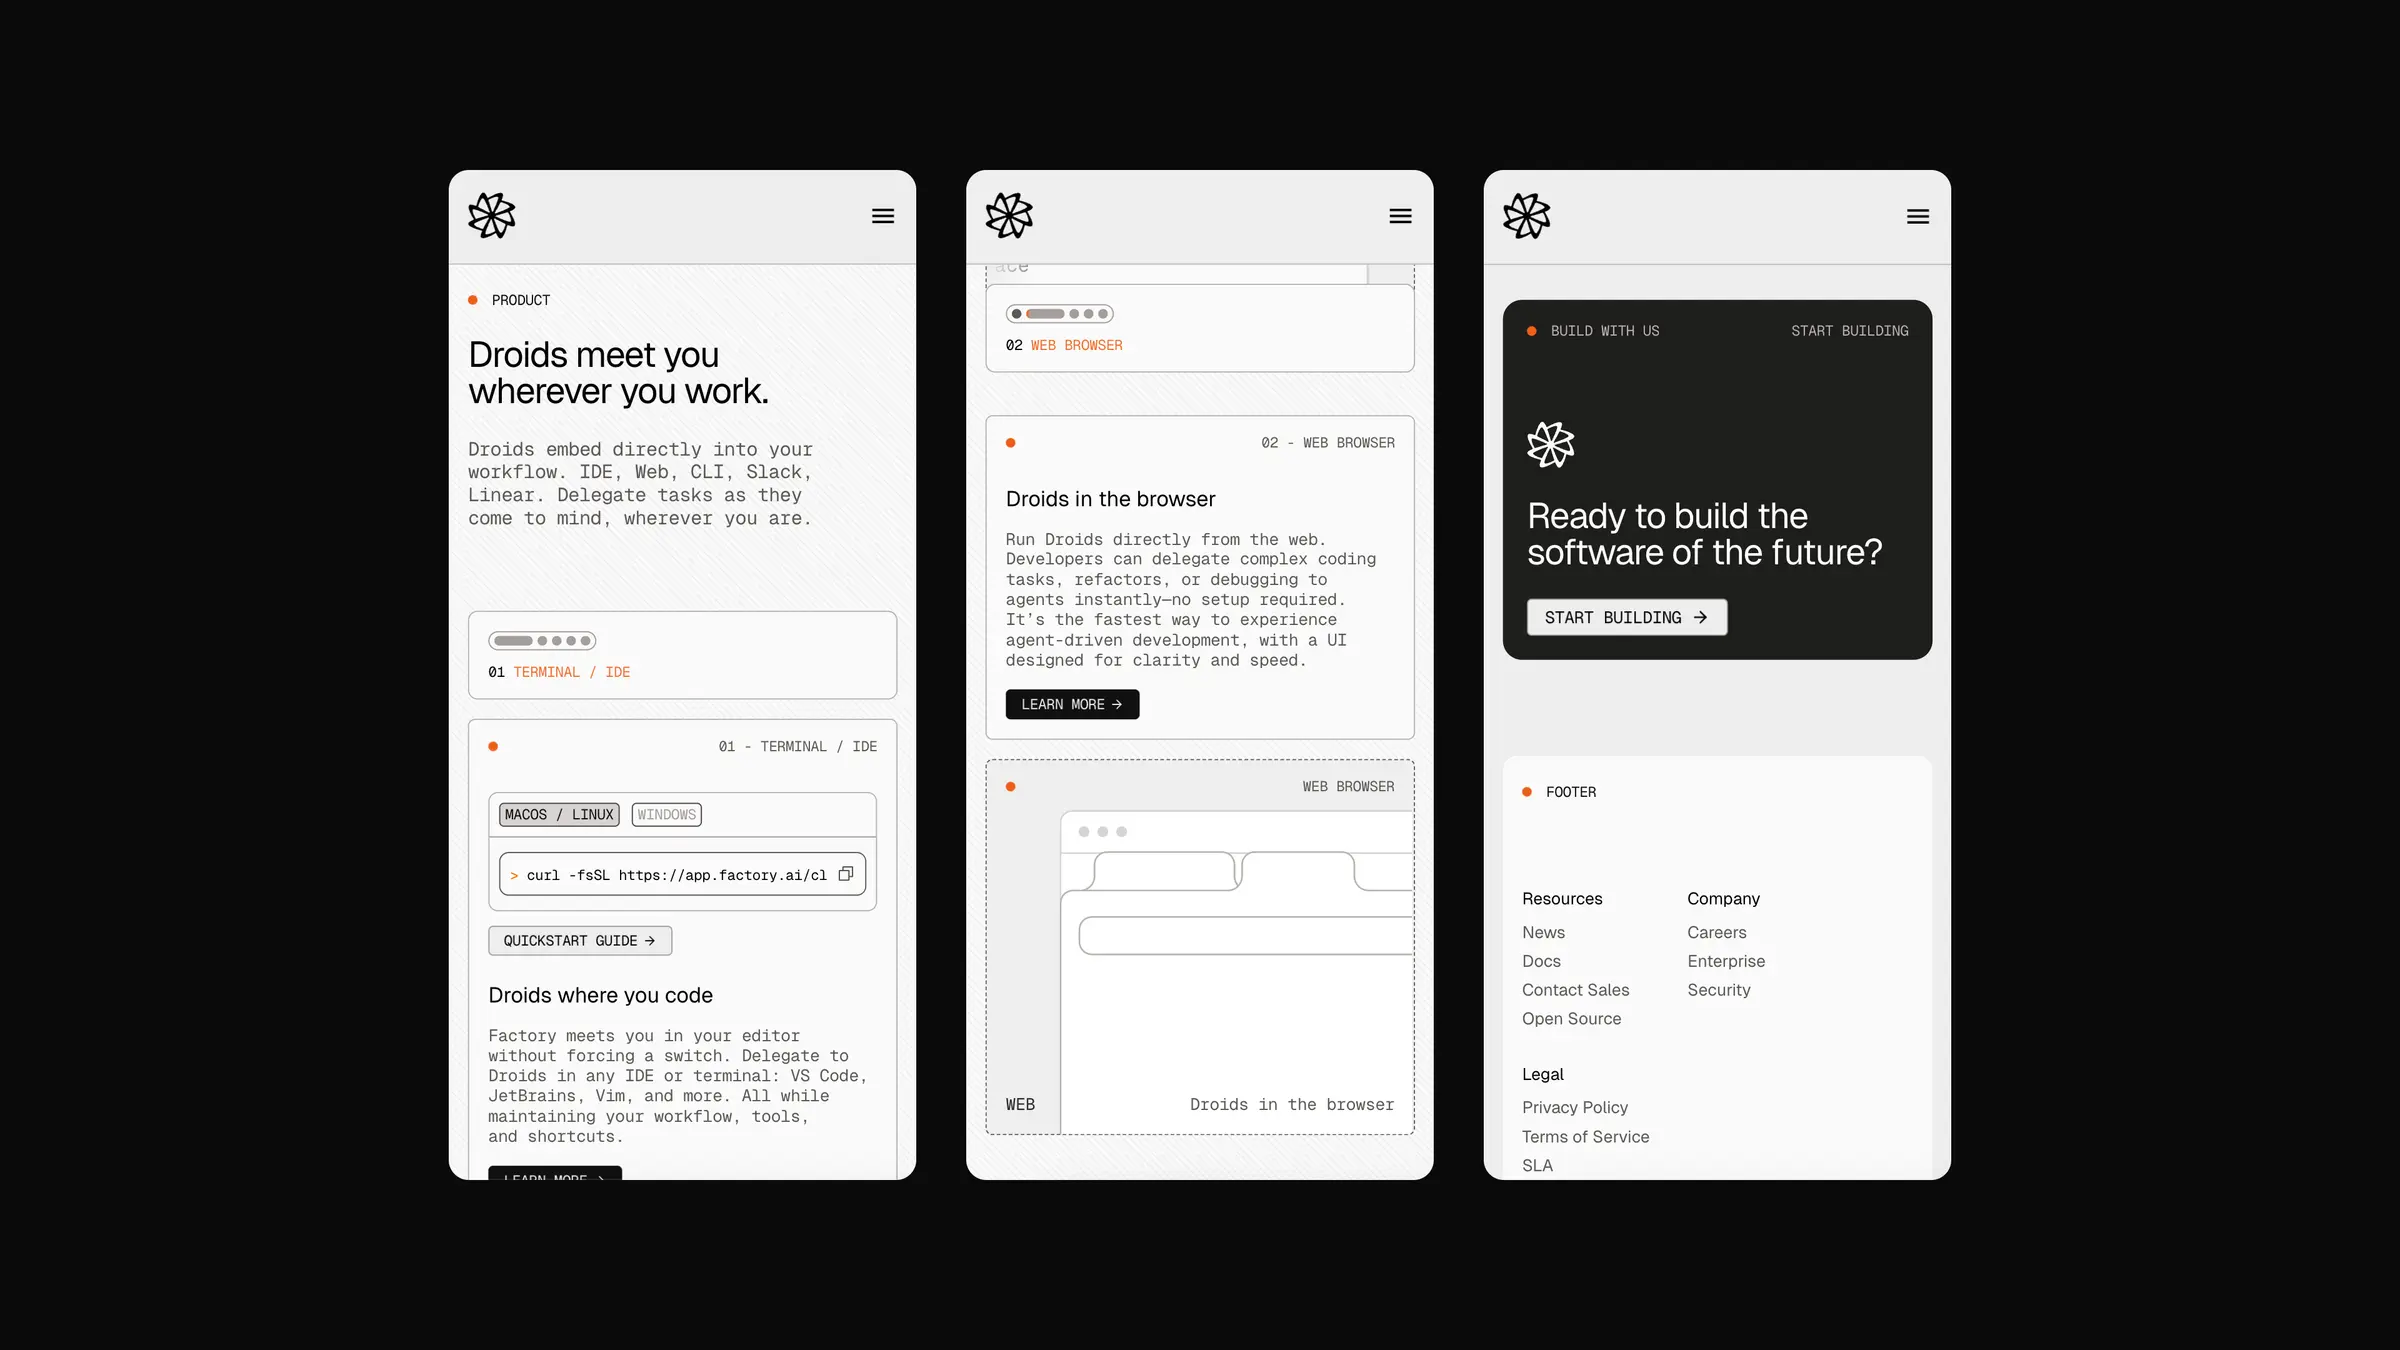 PRODUCT
Droids meet you
wherever you work.
Droids embed directly into your
workflow. IDE, Web, CLI, Slack,
Linear. Delegate tasks as they
come to mind, wherever you are.
01 TERMINAL / IDE
01 - TERMINAL / IDE
MACOS / LINUX WINDOWS
> curl -fsSL https://app.factory.ai/cl
QUICKSTART GUIDE →
Droids where you code
Factory meets you in your editor
without forcing a switch. Delegate to
Droids in any IDE or terminal: VS Code,
JetBrains, Vim, and more. All while
maintaining your workflow, tools,
and shortcuts.
LEARN MORE →
ace
02 WEB BROWSER
02 - WEB BROWSER
Droids in the browser
Run Droids directly from the web.
Developers can delegate complex coding
tasks, refactors, or debugging to
agents instantly—no setup required.
It’s the fastest way to experience
agent-driven development, with a UI
designed for clarity and speed.
LEARN MORE →
WEB BROWSER
WEB Droids in the browser
BUILD WITH US START BUILDING
Ready to build the
software of the future?
START BUILDING →
FOOTER
Resources
News
Docs
Contact Sales
Open Source
Company
Careers
Enterprise
Security
Legal
Privacy Policy
Terms of Service
SLA